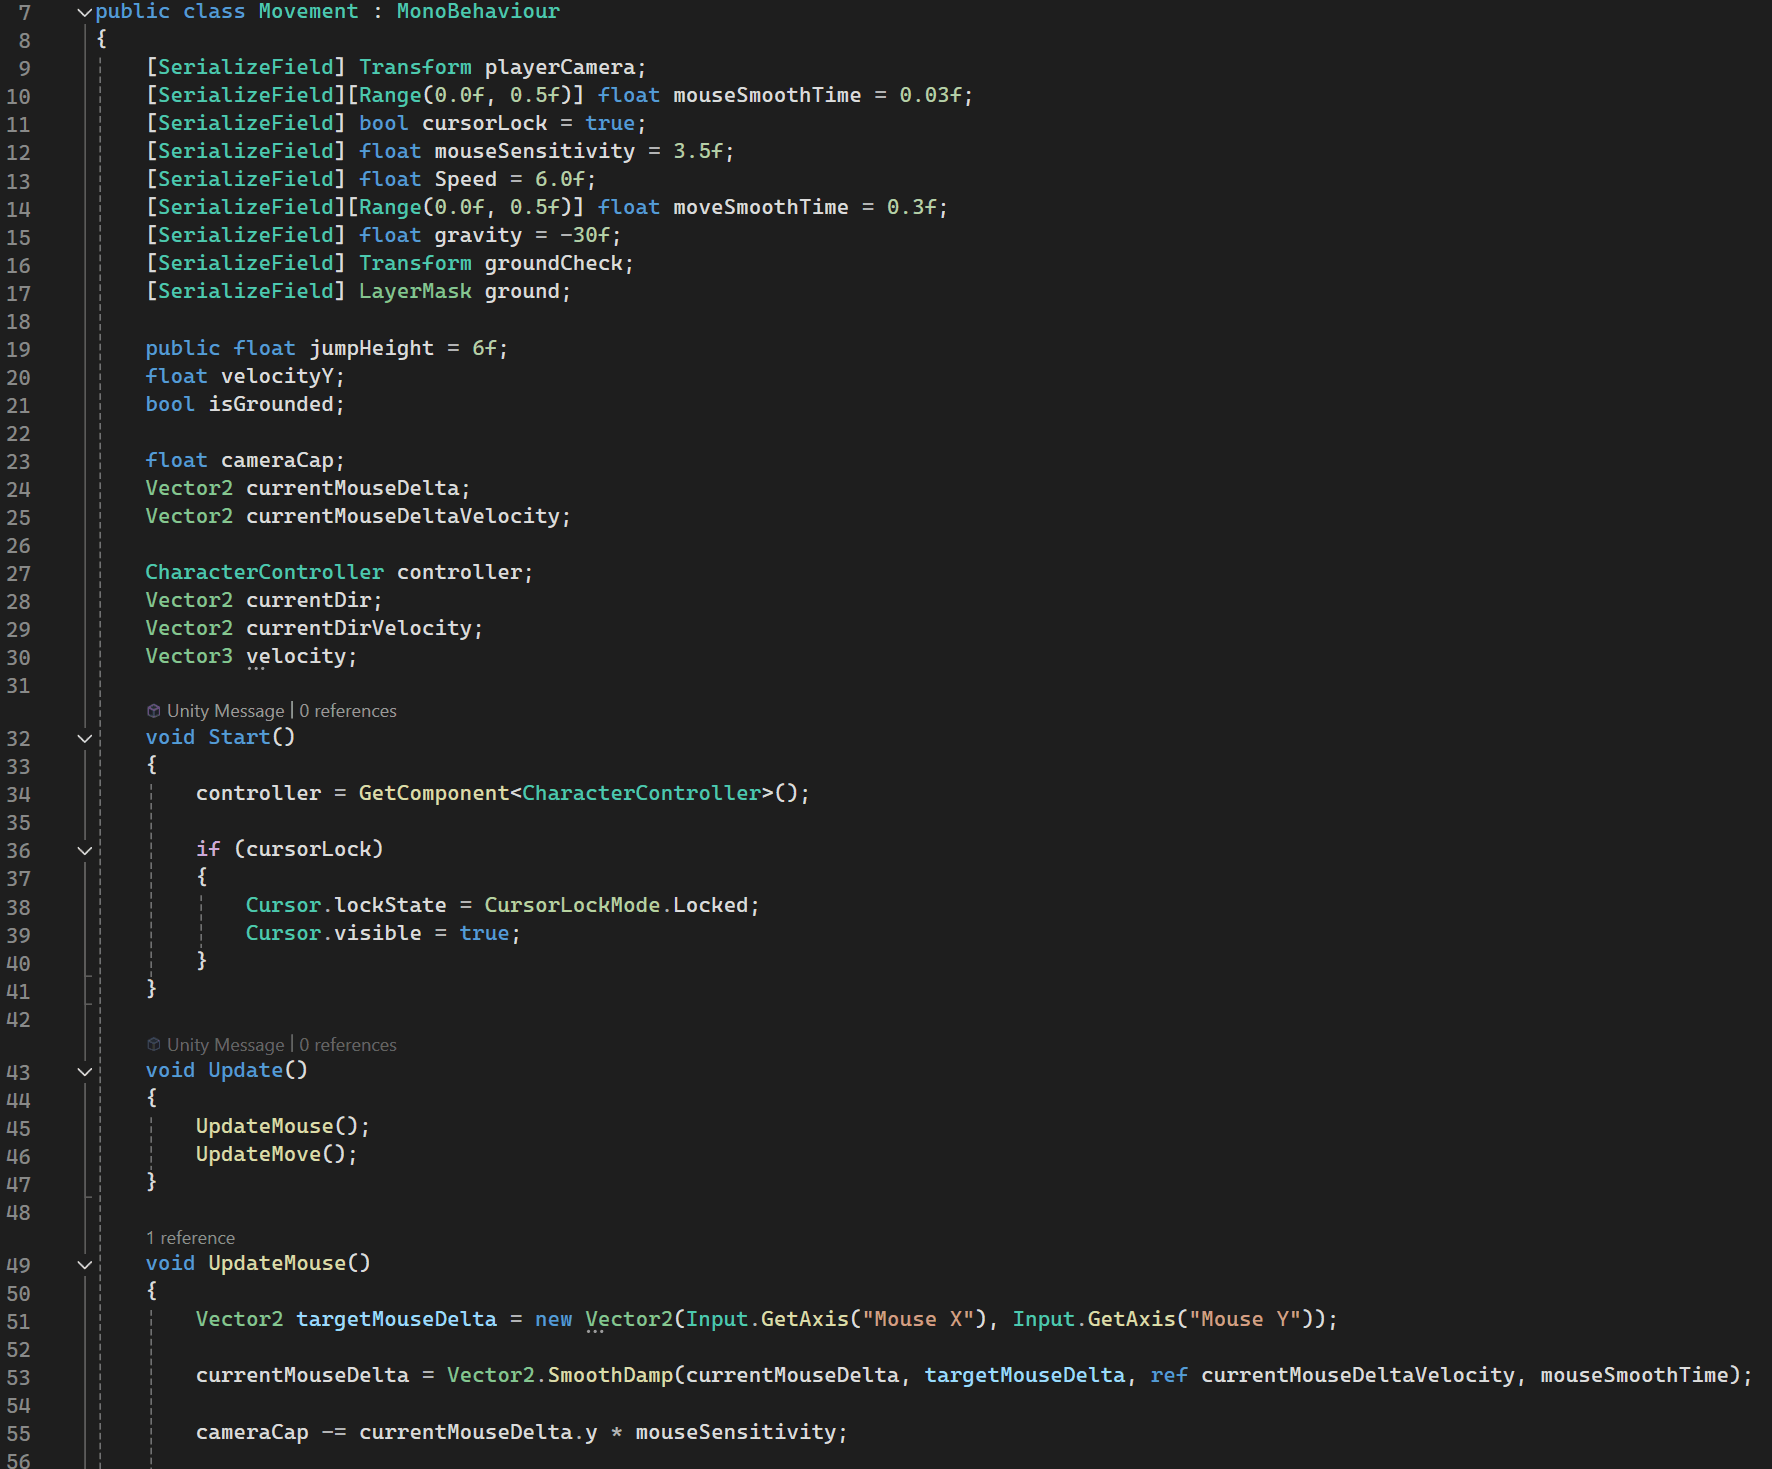 7 public class Movement : MonoBehaviour
8 {
9 [SerializeField] Transform playerCamera;
10 [SerializeField][Range(0.0f, 0.5f)] float mouseSmoothTime = 0.03f;
11 [SerializeField] bool cursorLock = true;
12 [SerializeField] float mouseSensitivity = 3.5f;
13 [SerializeField] float Speed = 6.0f;
14 [SerializeField][Range(0.0f, 0.5f)] float moveSmoothTime = 0.3f;
15 [SerializeField] float gravity = -30f;
16 [SerializeField] Transform groundCheck;
17 [SerializeField] LayerMask ground;
18
19 public float jumpHeight = 6f;
20 float velocityY;
21 bool isGrounded;
22
23 float cameraCap;
24 Vector2 currentMouseDelta;
25 Vector2 currentMouseDeltaVelocity;
26
27 CharacterController controller;
28 Vector2 currentDir;
29 Vector2 currentDirVelocity;
30 Vector3 velocity;
31
Unity Message | 0 references
32 void Start()
33 {
34 controller = GetComponent<CharacterController>();
35
36 if (cursorLock)
37 {
38 Cursor.lockState = CursorLockMode.Locked;
39 Cursor.visible = true;
40 }
41 }
42
Unity Message | 0 references
43 void Update()
44 {
45 UpdateMouse();
46 UpdateMove();
47 }
48
1 reference
49 void UpdateMouse()
50 {
51 Vector2 targetMouseDelta = new Vector2(Input.GetAxis("Mouse X"), Input.GetAxis("Mouse Y"));
52
53 currentMouseDelta = Vector2.SmoothDamp(currentMouseDelta, targetMouseDelta, ref currentMouseDeltaVelocity, mouseSmoothTime);
54
55 cameraCap -= currentMouseDelta.y * mouseSensitivity;
56